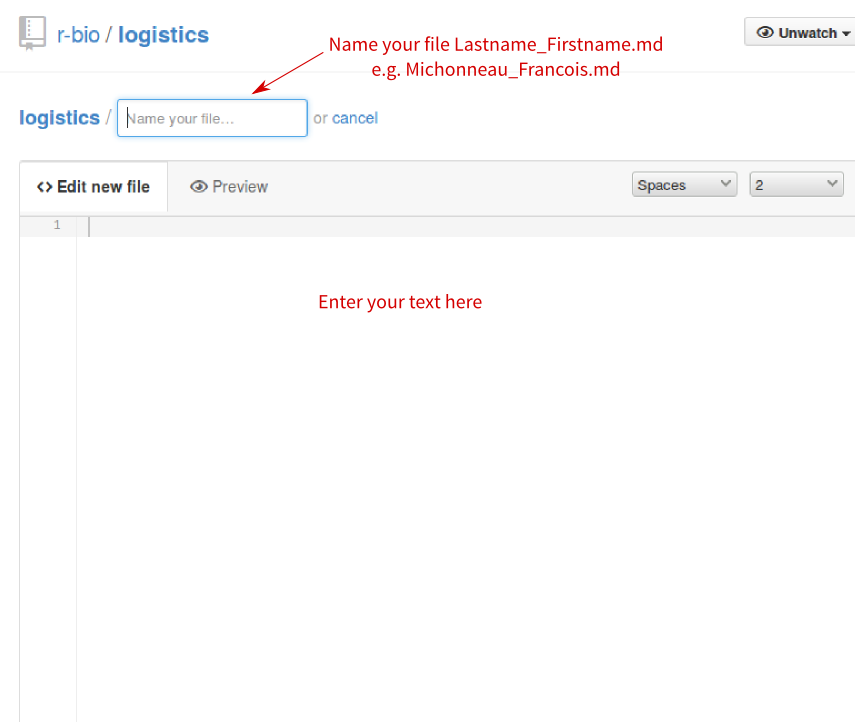 r-bio / logistics
Unwatch
Name your file Lastname_Firstname.md
e.g. Michonneau_Francois.md
logistics / Name your file... or cancel
<> Edit new file
Preview
Spaces
2
1
Enter your text here